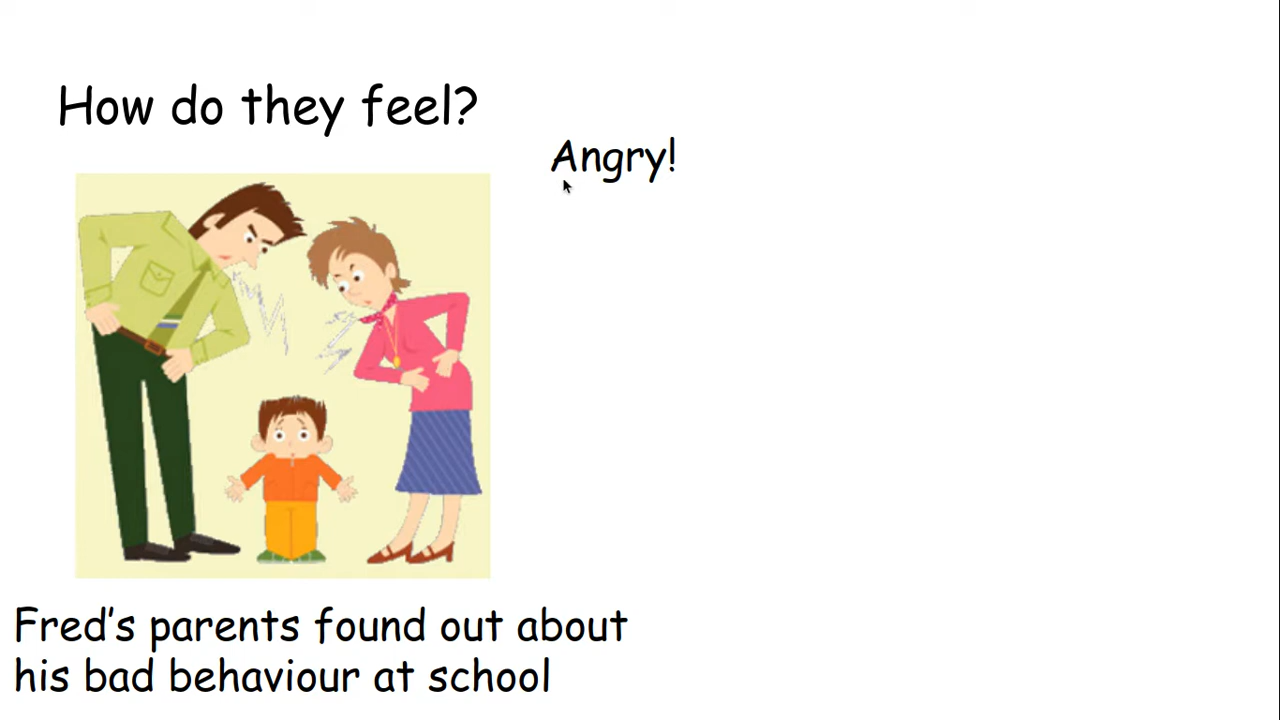 How do they feel?
Angry!
Fred's parents found out about
his bad behaviour at school